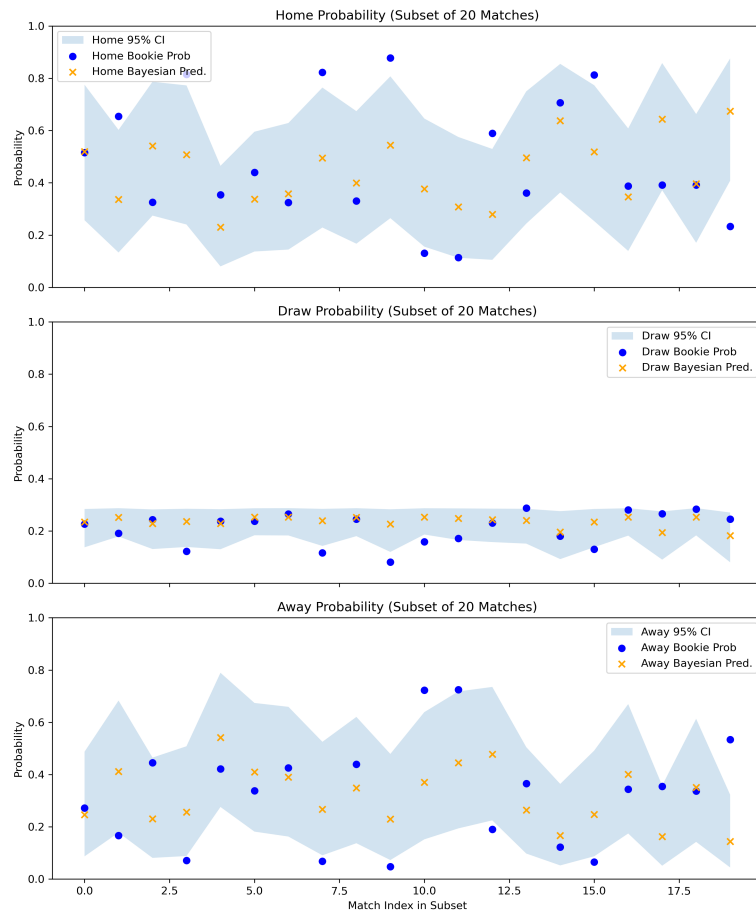 Home Probability (Subset of 20 Matches)
Home 95% CI
Home Bookie Prob
Home Bayesian Pred.
Probability
1.0
0.8
0.6
0.4
0.2
0.0
Draw Probability (Subset of 20 Matches)
Draw 95% CI
Draw Bookie Prob
Draw Bayesian Pred.
Probability
1.0
0.8
0.6
0.4
0.2
0.0
Away Probability (Subset of 20 Matches)
Away 95% CI
Away Bookie Prob
Away Bayesian Pred.
Probability
1.0
0.8
0.6
0.4
0.2
0.0
0.0 2.5 5.0 7.5 10.0 12.5 15.0 17.5
Match Index in Subset